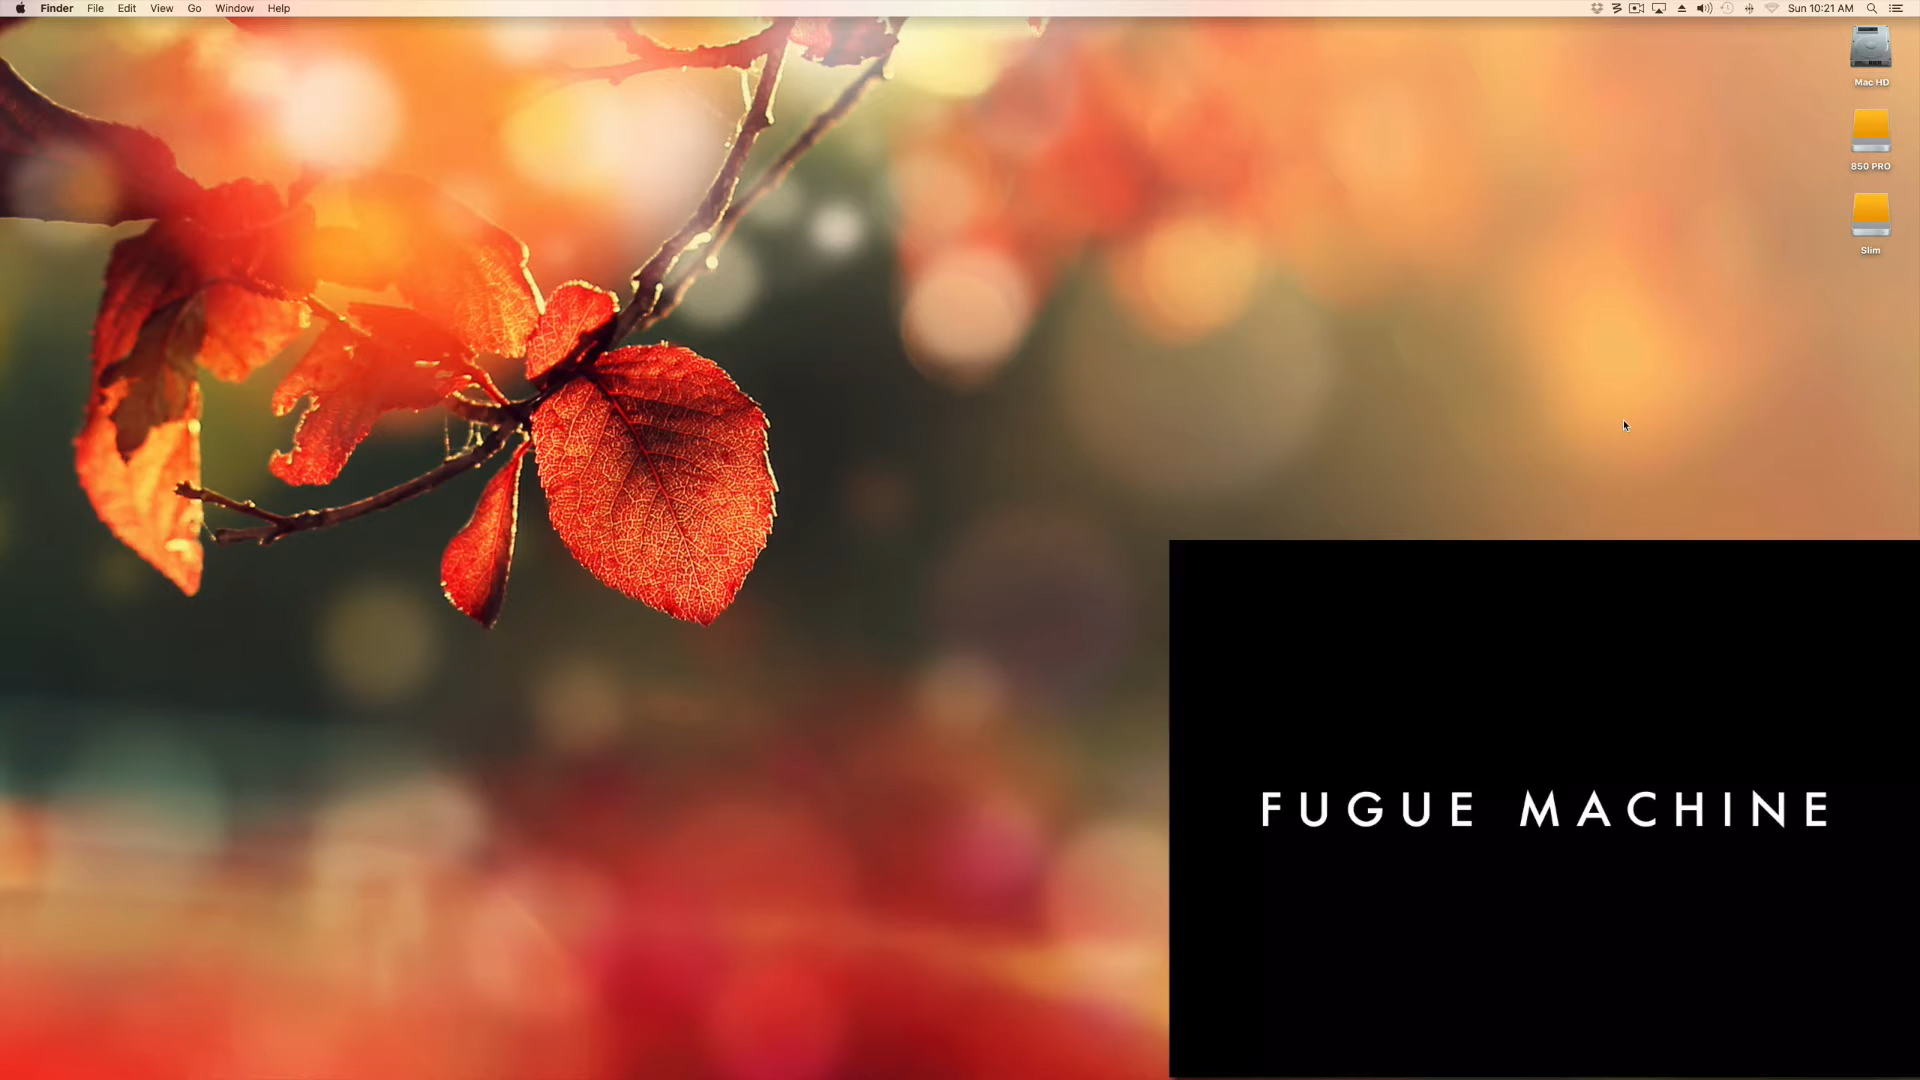 Finder File Edit View Go Window Help Sun 10:21 AM
Mac HD
850 PRO
Slim
FUGUE MACHINE